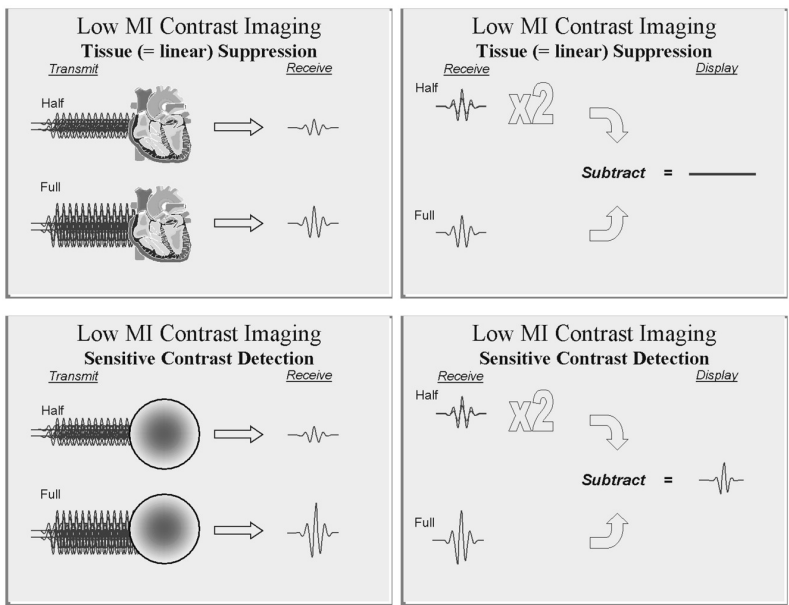 Low MI Contrast Imaging
Tissue (= linear) Suppression
Transmit Receive
Half
Full
Low MI Contrast Imaging
Tissue (= linear) Suppression
Receive Display
Half
x2
Subtract =
Full
Low MI Contrast Imaging
Sensitive Contrast Detection
Transmit Receive
Half
Full
Low MI Contrast Imaging
Sensitive Contrast Detection
Receive Display
Half
x2
Subtract =
Full